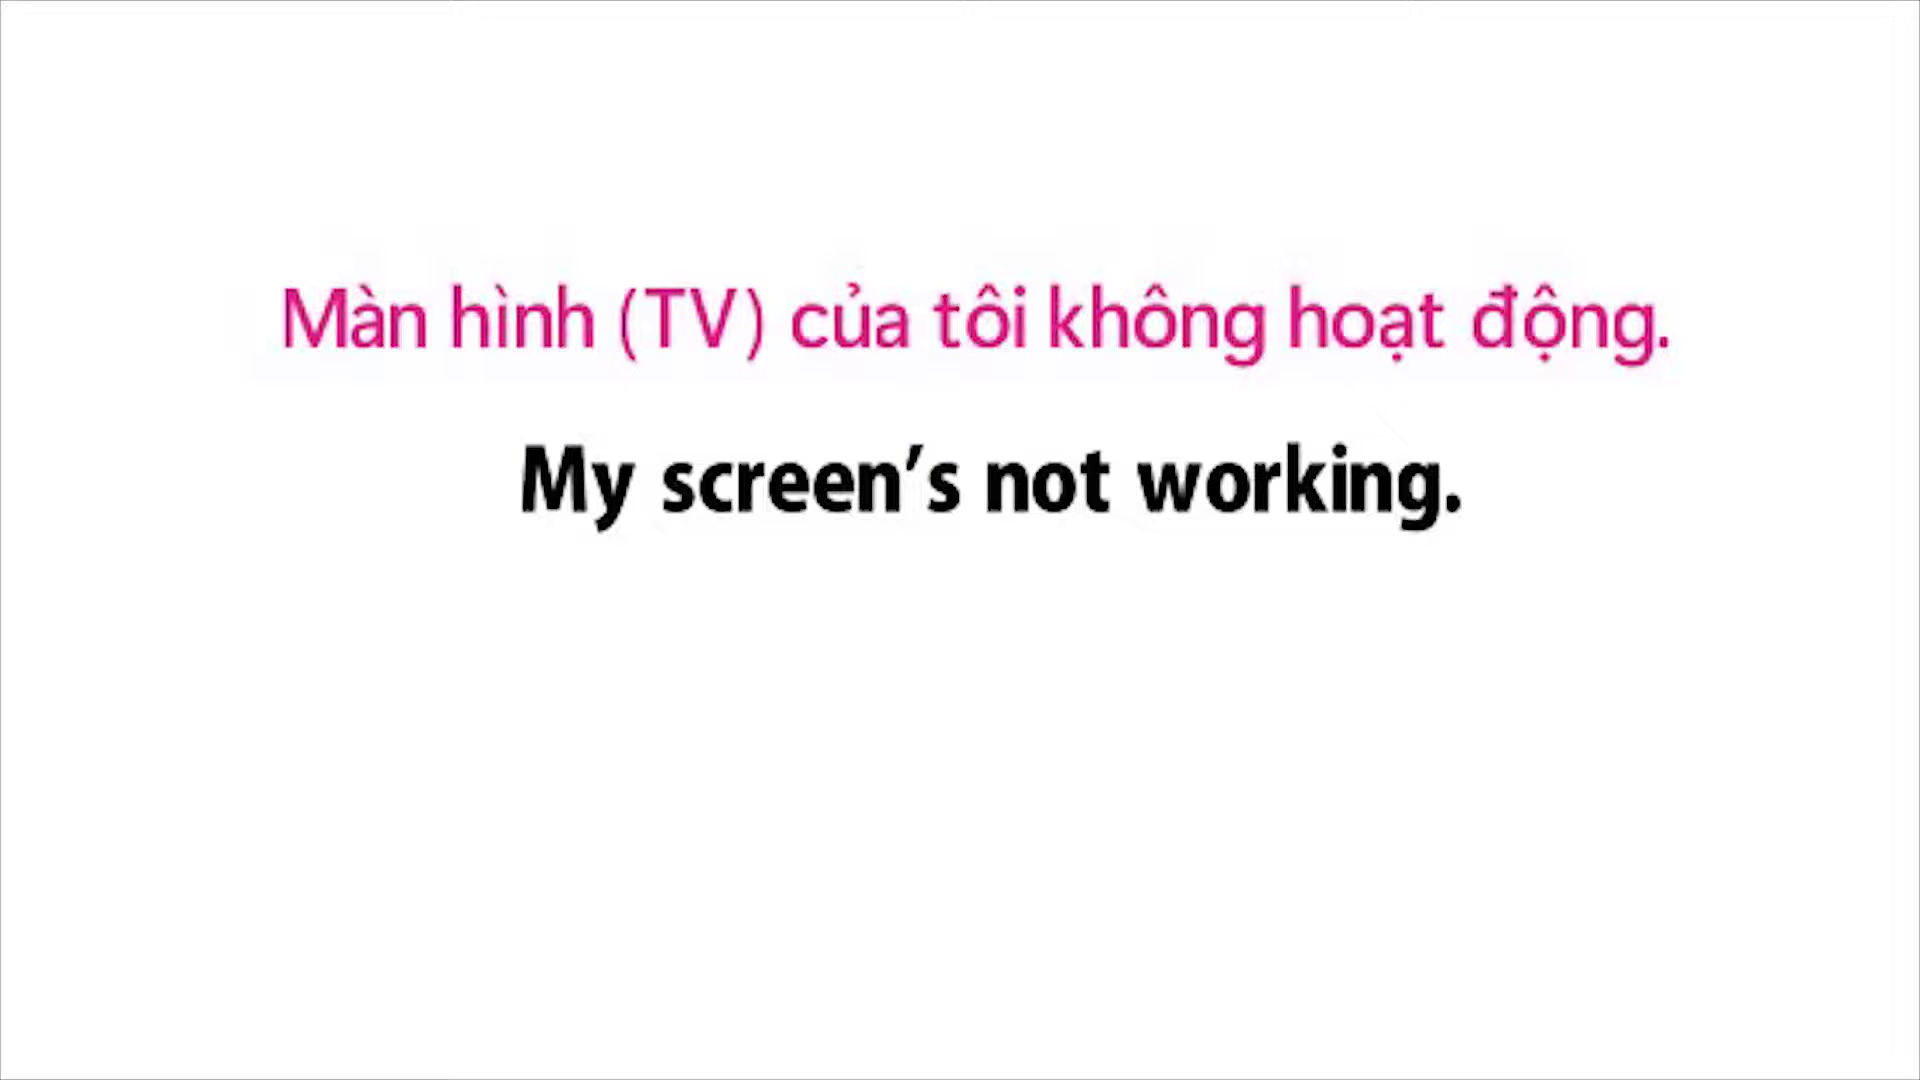 Màn hình (TV) của tôi không hoạt động.
My screen’s not working.